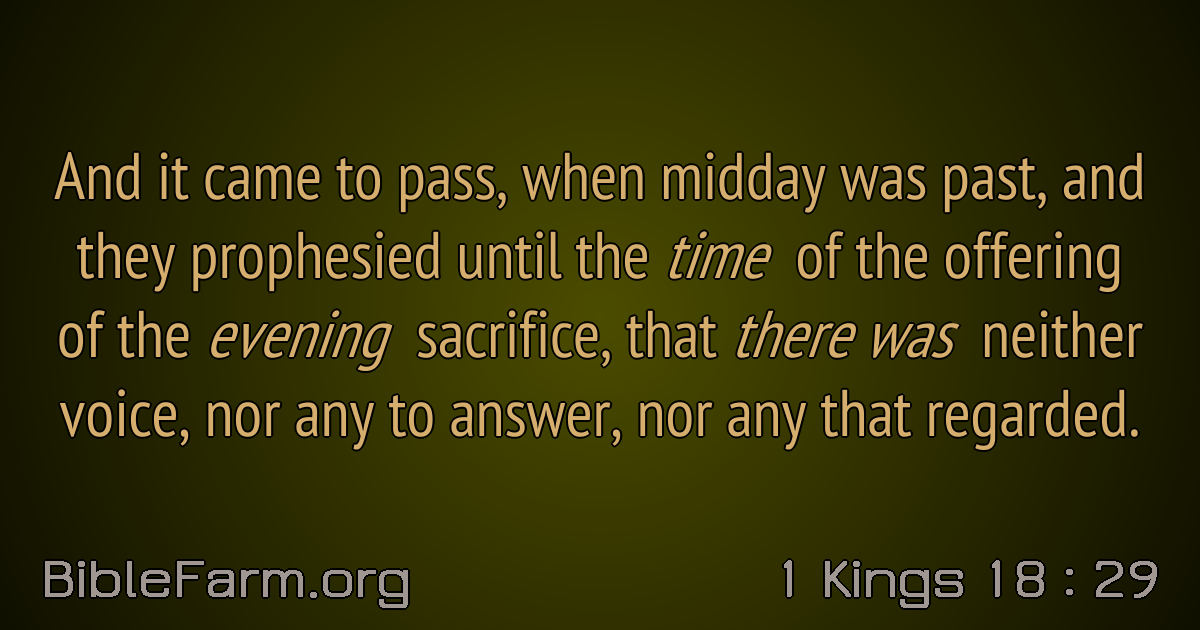 And it came to pass, when midday was past, and
they prophesied until the time of the offering
of the evening sacrifice, that there was neither
voice, nor any to answer, nor any that regarded.
BibleFarm.org
1 Kings 18 : 29